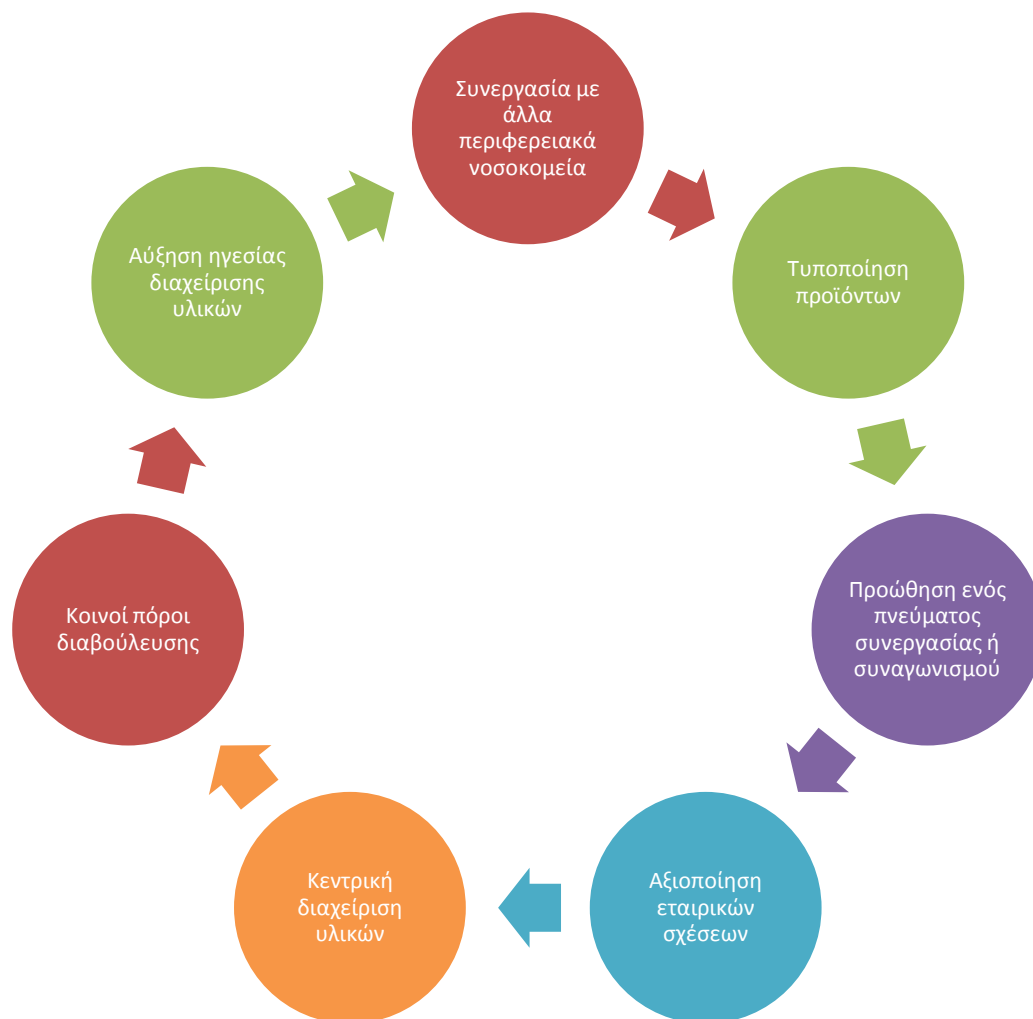 Συνεργασία με
άλλα
περιφερειακά
νοσοκομεία
Τυποποίηση
προϊόντων
Προώθηση ενός
πνεύματος
συνεργασίας ή
συναγωνισμού
Αξιοποίηση
εταιρικών
σχέσεων
Κεντρική
διαχείριση
υλικών
Κοινοί πόροι
διαβούλευσης
Αύξηση ηγεσίας
διαχείρισης
υλικών